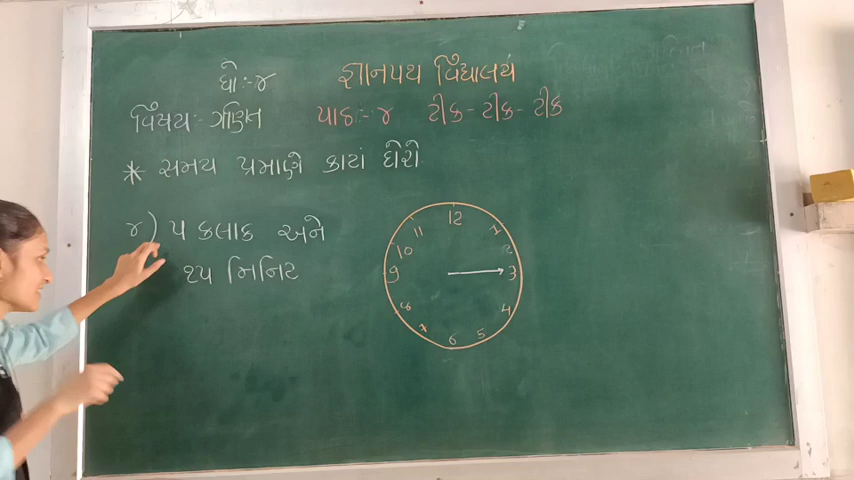 જ્ઞાનપથ વિદ્યાલય
ધો:-૪
વિષય:- ગણિત પાઠ:- ૪ ટીક- ટીક- ટીક
* સમય પ્રમાણે કાટાં દોરો.
૪) ૫ કલાક અને
૧૫ મિનિટ
12
11 1
10 2
9 3
8 4
7 5
6